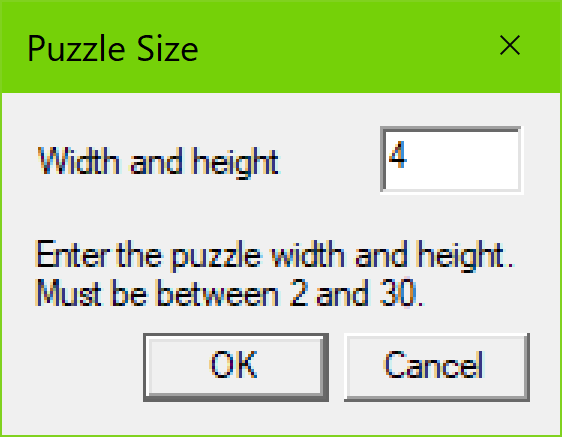 Puzzle Size
Width and height 4
Enter the puzzle width and height.
Must be between 2 and 30.
OK Cancel